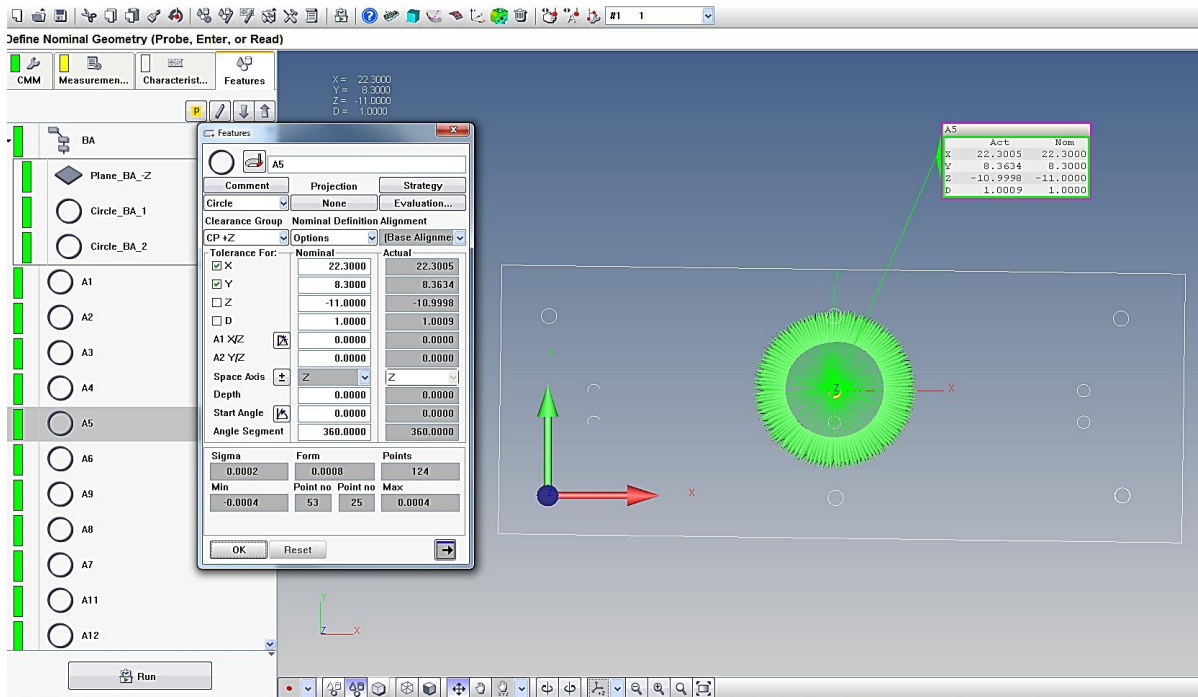 #1 1
Define Nominal Geometry (Probe, Enter, or Read)
CMM
Measuremen...
Characterist...
Features
P
BA
Plane_BA_-Z
Circle_BA_1
Circle_BA_2
A1
A2
A3
A4
A5
A6
A9
A8
A7
A11
A12
Run
Features
A5
Comment Projection Strategy
Circle None Evaluation...
Clearance Group Nominal Definition Alignment
CP +Z Options (Base Alignme
Tolerance For: Nominal Actual
X 22.3000 22.3005
Y 8.3000 8.3634
Z -11.0000 -10.9998
D 1.0000 1.0009
A1 X/Z 0.0000 0.0000
A2 Y/Z 0.0000 0.0000
Space Axis ± Z Z
Depth 0.0000 0.0000
Start Angle 0.0000 0.0000
Angle Segment 360.0000 360.0000
Sigma Form Points
0.0002 0.0008 124
Min Point no Point no Max
-0.0004 53 25 0.0004
OK Reset
X = 22.3000
Y = 8.3000
Z = -11.0000
D = 1.0000
A5
Act Nom
X 22.3005 22.3000
Y 8.3634 8.3000
Z -10.9998 -11.0000
D 1.0009 1.0000
Z
X
X
Y
Z X